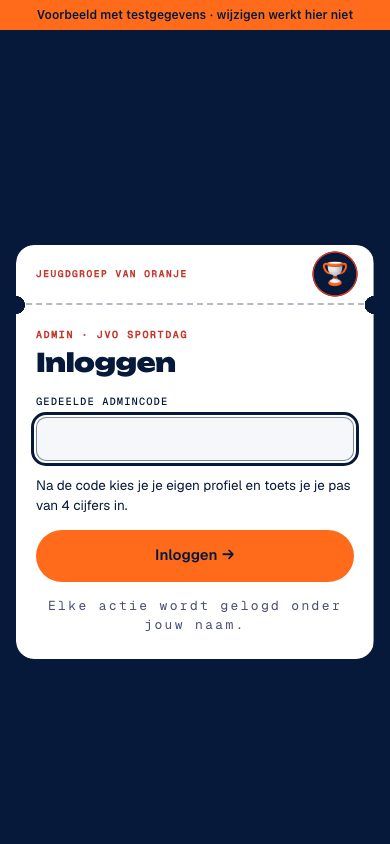 Voorbeeld met testgegevens · wijzigen werkt hier niet
JEUGDGROEP VAN ORANJE
ADMIN · JVO SPORTDAG
Inloggen
GEDEELDE ADMINCODE
Na de code kies je je eigen profiel en toets je je pas
van 4 cijfers in.
Inloggen →
Elke actie wordt gelogd onder
jouw naam.